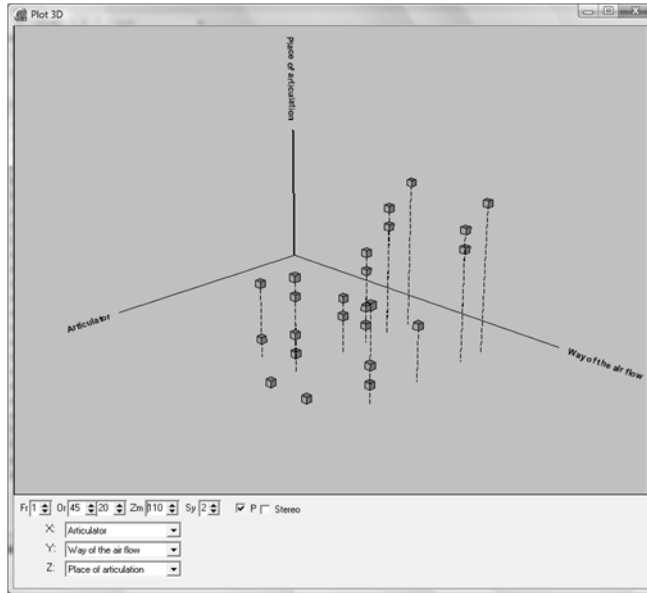 Plot 3D
Place of articulation
Articulator
Way of the air flow
Fr 1 Or 45 20 Zm 110 Sy 2 P Stereo
X: Articulator
Y: Way of the air flow
Z: Place of articulation